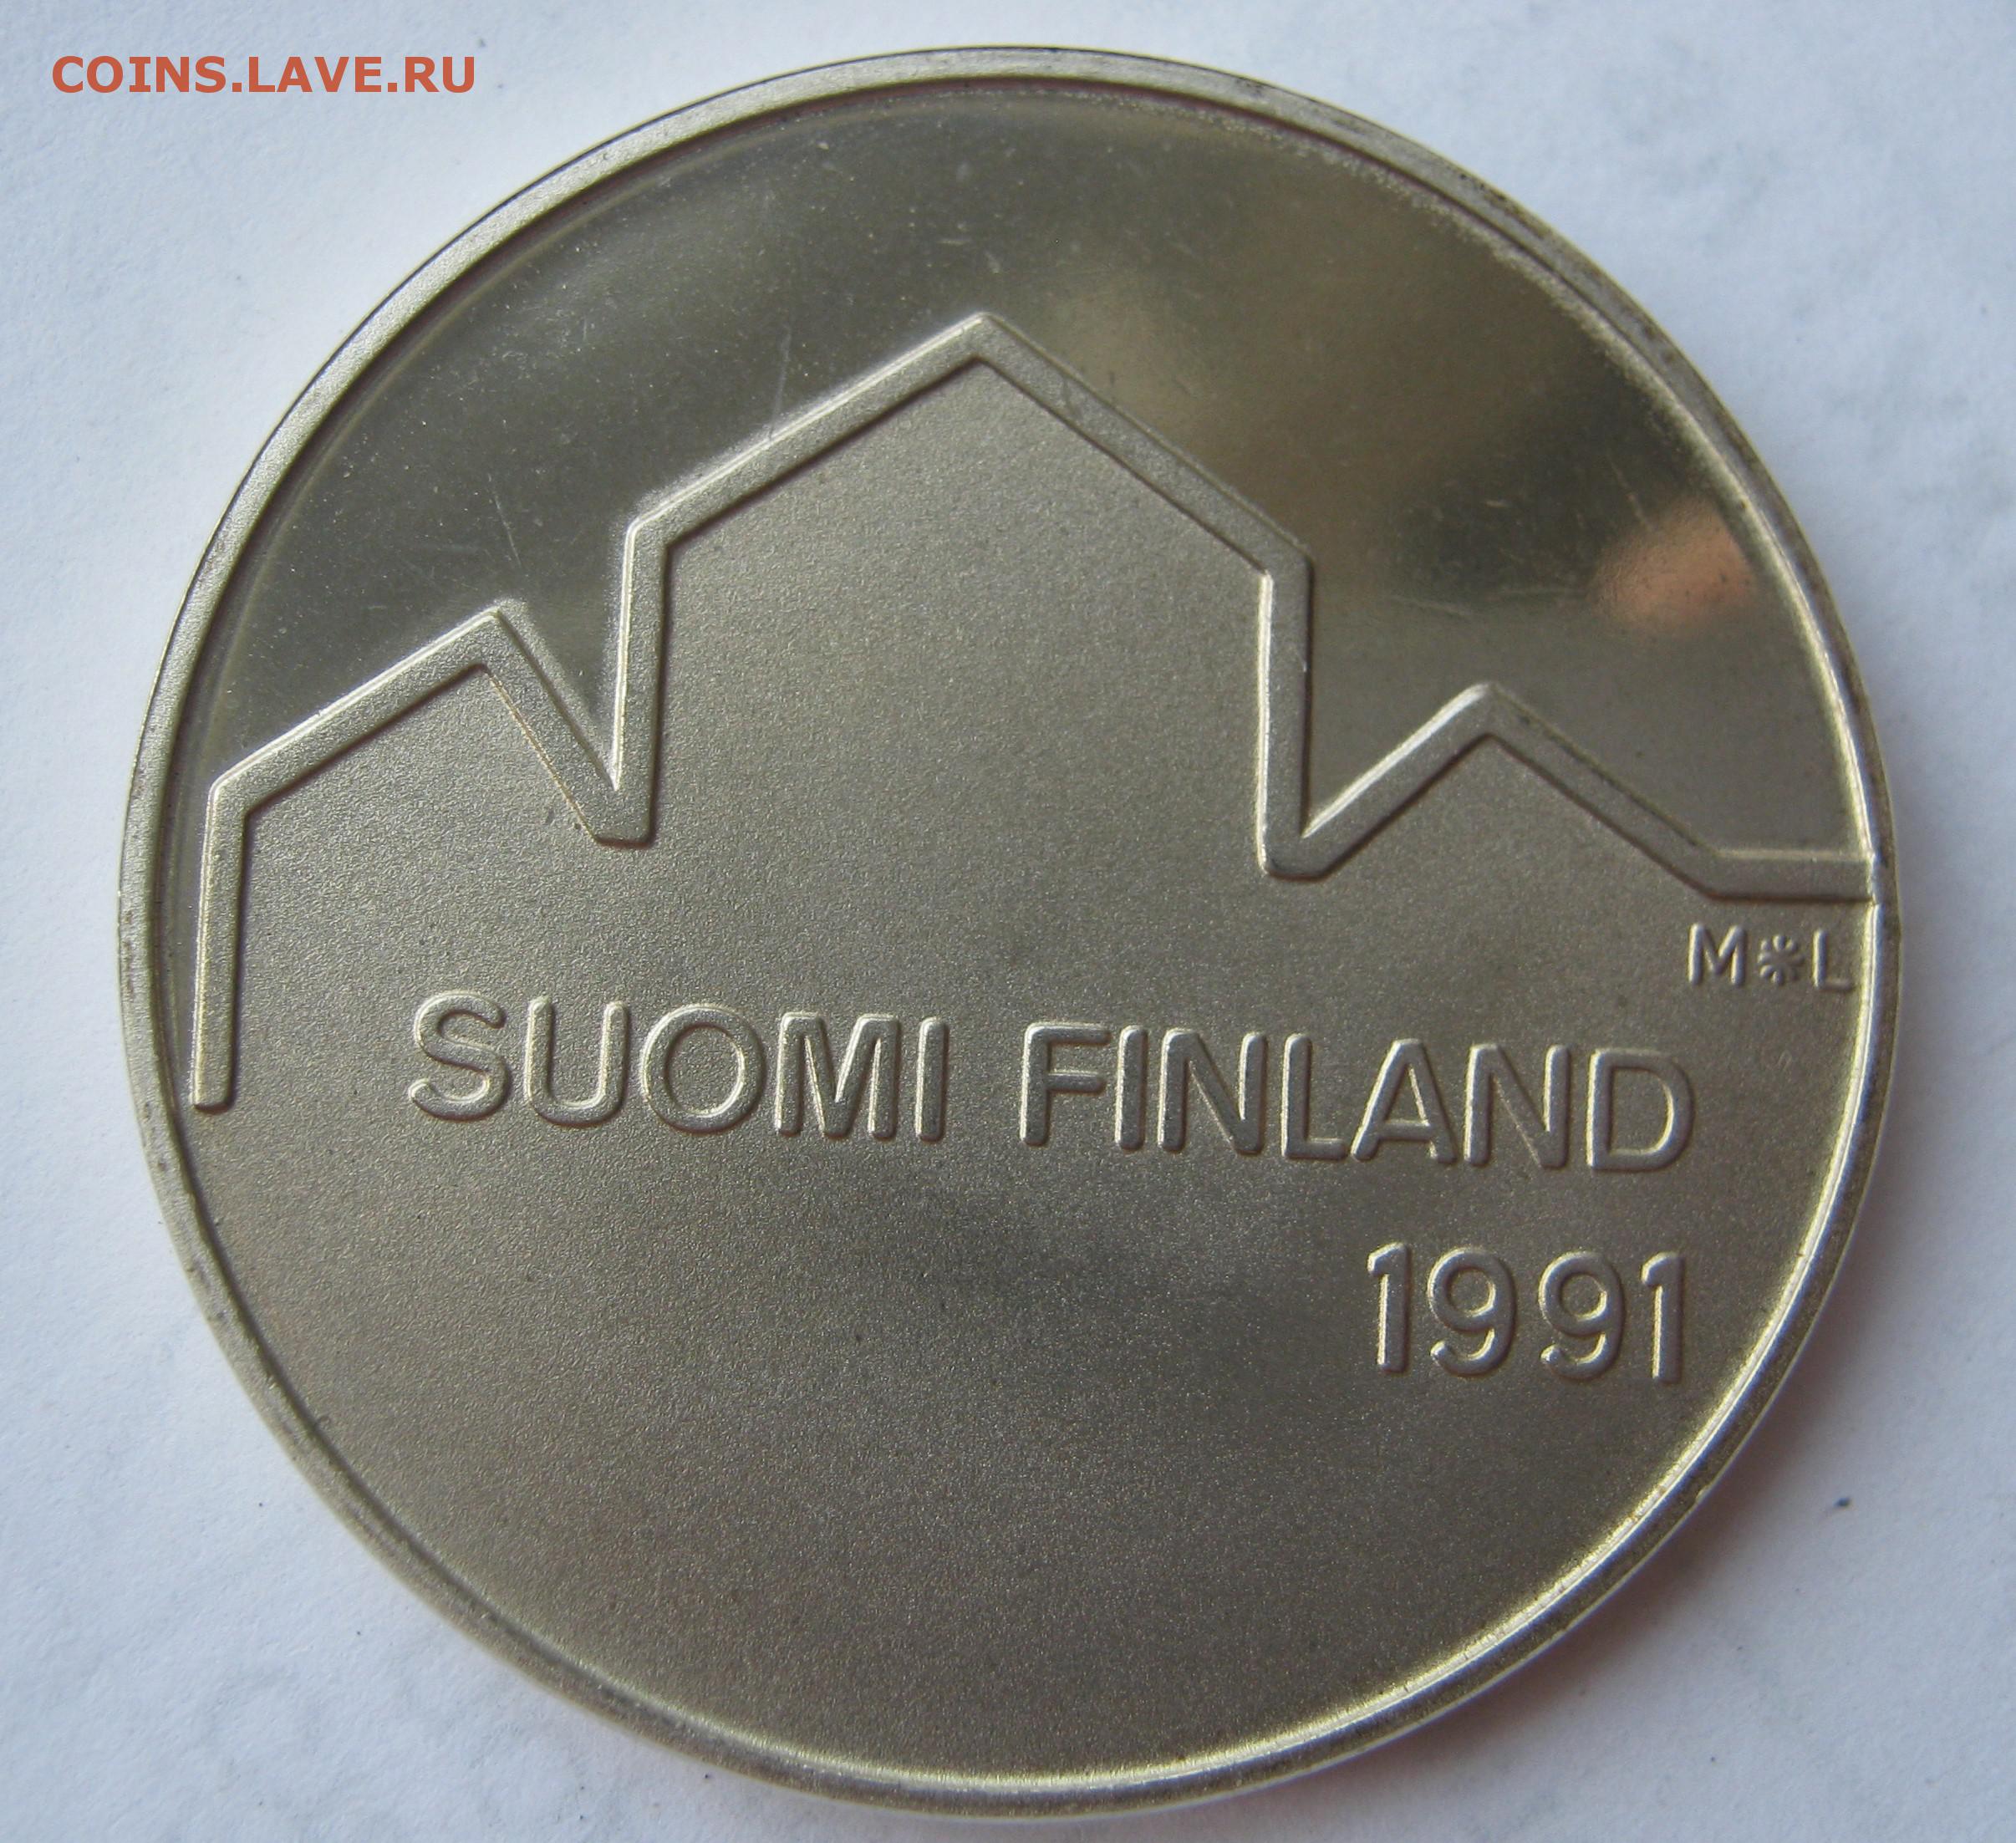 COINS.LAVE.RU
M*L
SUOMI FINLAND
1991